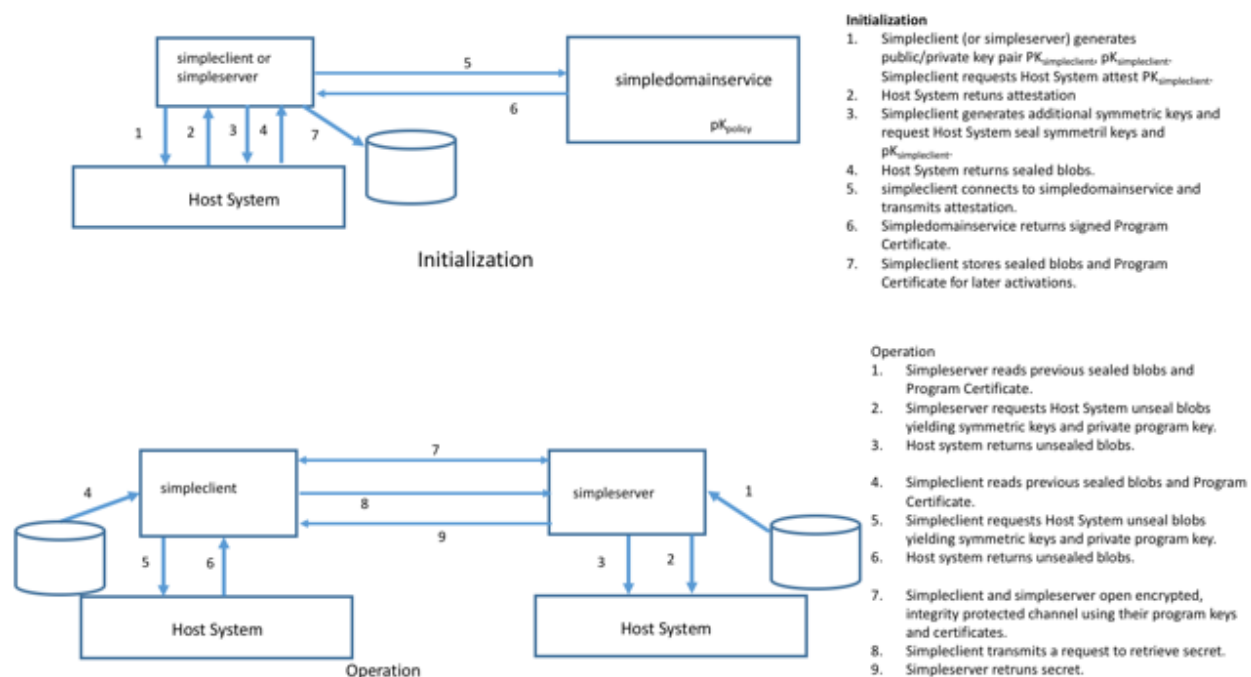 simpleclient or
simpleserver
5
simpledomainservice
6
pK_policy
1
2
3
4
7
Host System
Initialization
Initialization
1. Simpleclient (or simpleserver) generates
public/private key pair PK_simpleclient, pK_simpleclient.
Simpleclient requests Host System attest PK_simpleclient.
2. Host System retuns attestation
3. Simpleclient generates additional symmetric keys and
request Host System seal symmetril keys and
pK_simpleclient.
4. Host System returns sealed blobs.
5. simpleclient connects to simpledomainservice and
transmits attestation.
6. Simpledomainservice returns signed Program
Certificate.
7. Simpleclient stores sealed blobs and Program
Certificate for later activations.
simpleclient
7
simpleserver
4
8
1
9
5
6
3
2
Host System
Host System
Operation
Operation
1. Simpleserver reads previous sealed blobs and
Program Certificate.
2. Simpleserver requests Host System unseal blobs
yielding symmetric keys and private program key.
3. Host system returns unsealed blobs.
4. Simpleclient reads previous sealed blobs and Program
Certificate.
5. Simpleclient requests Host System unseal blobs
yielding symmetric keys and private program key.
6. Host system returns unsealed blobs.
7. Simpleclient and simpleserver open encrypted,
integrity protected channel using their program keys
and certificates.
8. Simpleclient transmits a request to retrieve secret.
9. Simpleserver retruns secret.